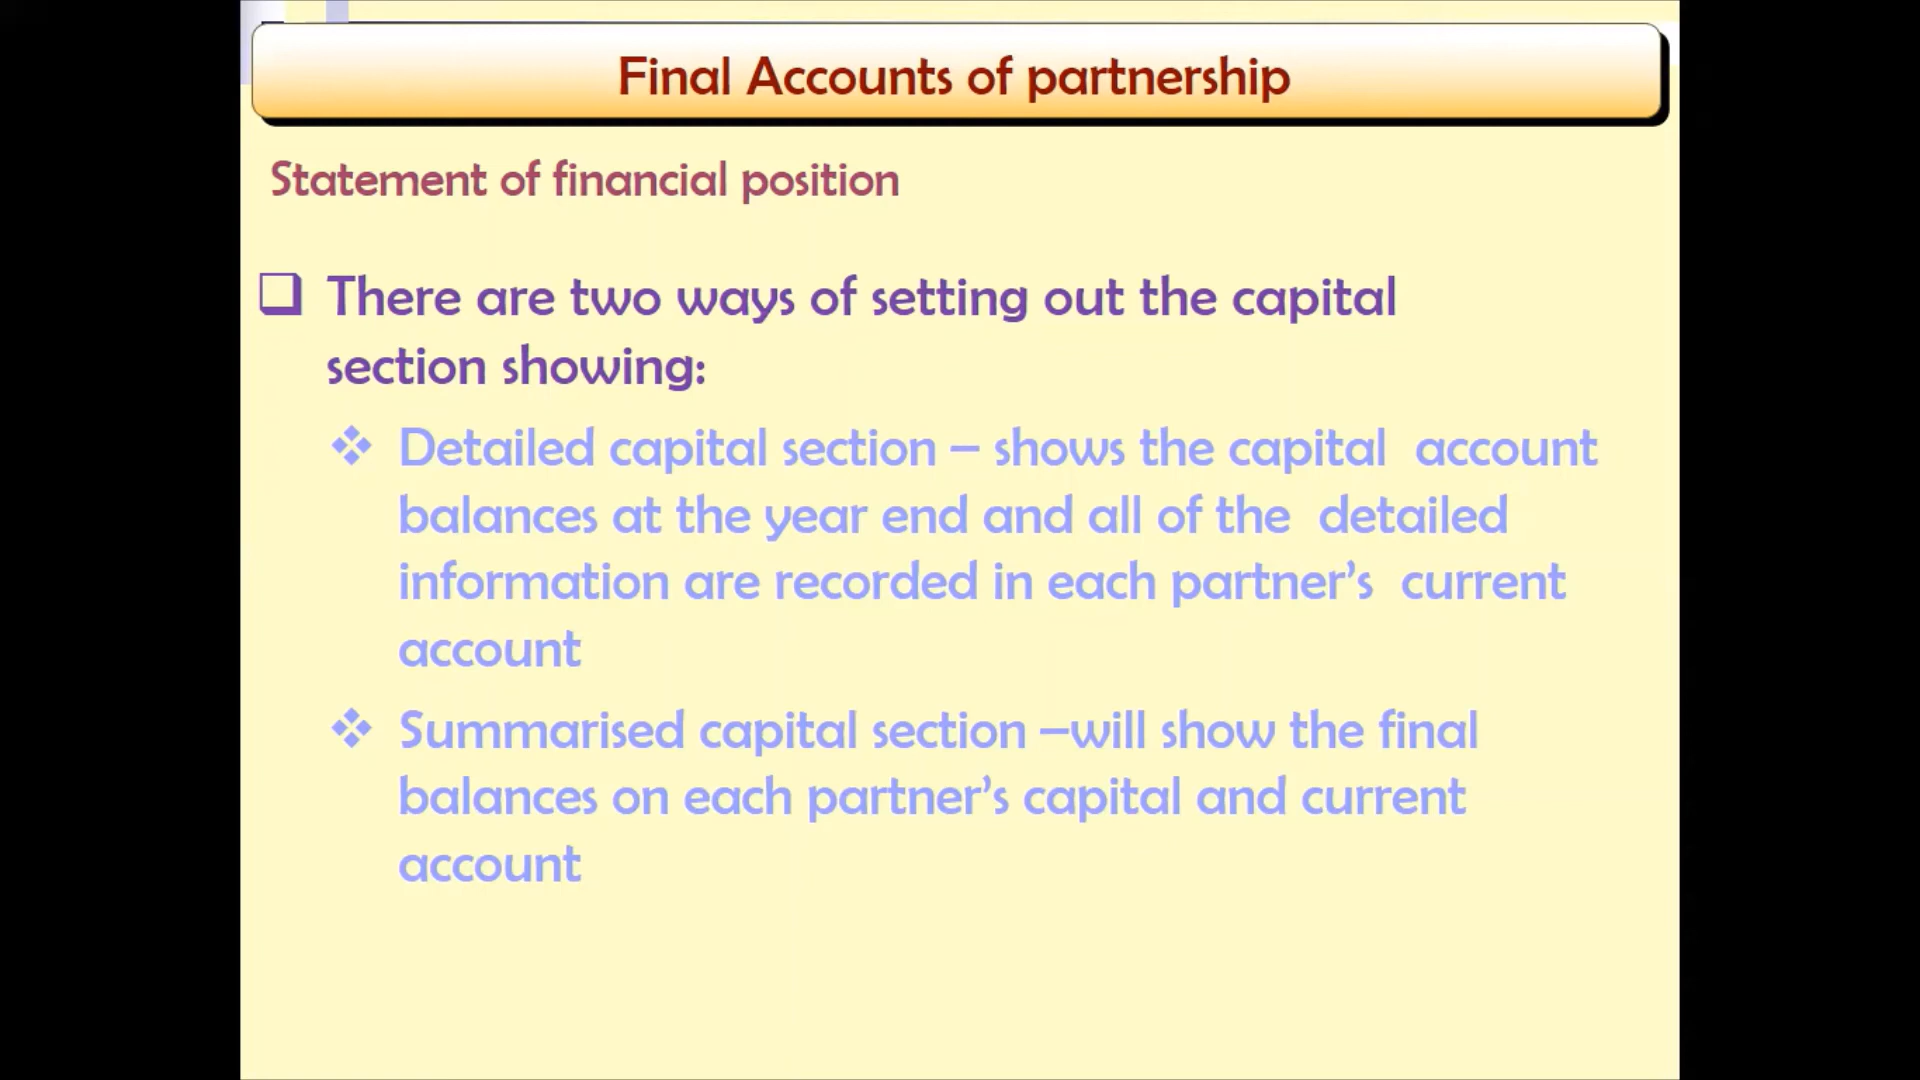 Final Accounts of partnership
Statement of financial position
There are two ways of setting out the capital
section showing:
Detailed capital section – shows the capital account
balances at the year end and all of the detailed
information are recorded in each partner’s current
account
Summarised capital section –will show the final
balances on each partner’s capital and current
account